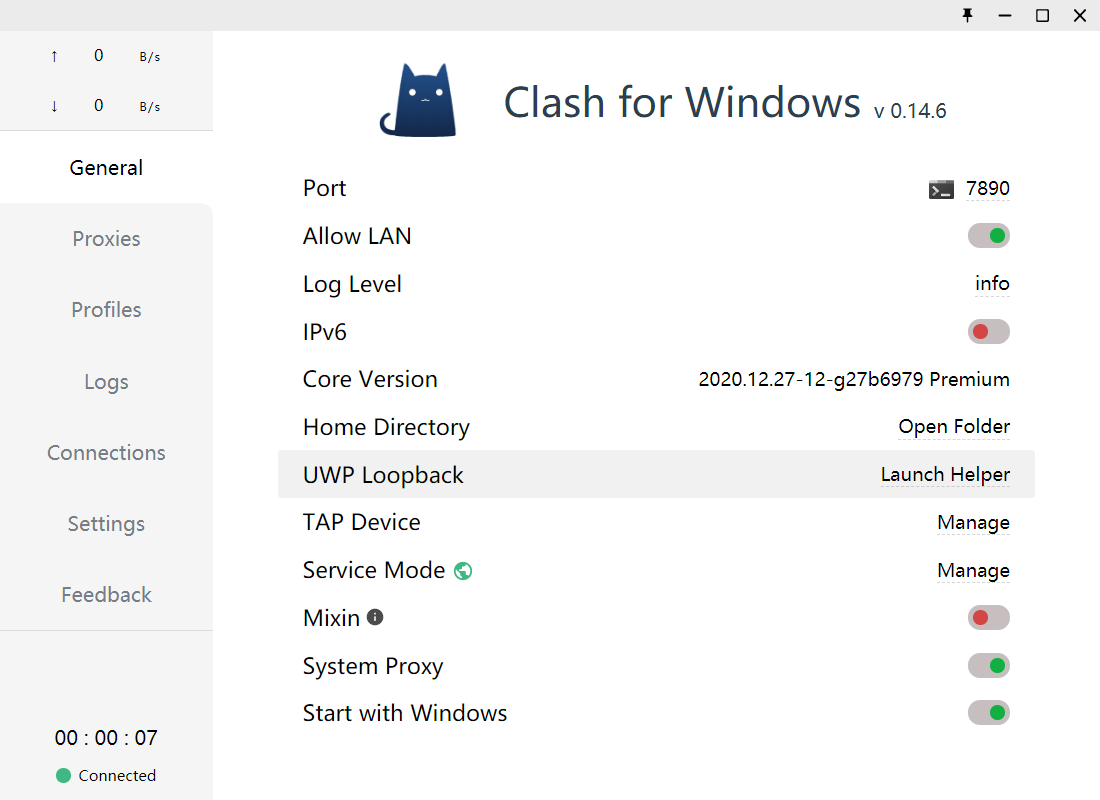 ↑ 0 B/s
↓ 0 B/s
General
Proxies
Profiles
Logs
Connections
Settings
Feedback
00 : 00 : 07
Connected
Clash for Windows v 0.14.6
Port 7890
Allow LAN
Log Level info
IPv6
Core Version 2020.12.27-12-g27b6979 Premium
Home Directory Open Folder
UWP Loopback Launch Helper
TAP Device Manage
Service Mode Manage
Mixin
System Proxy
Start with Windows